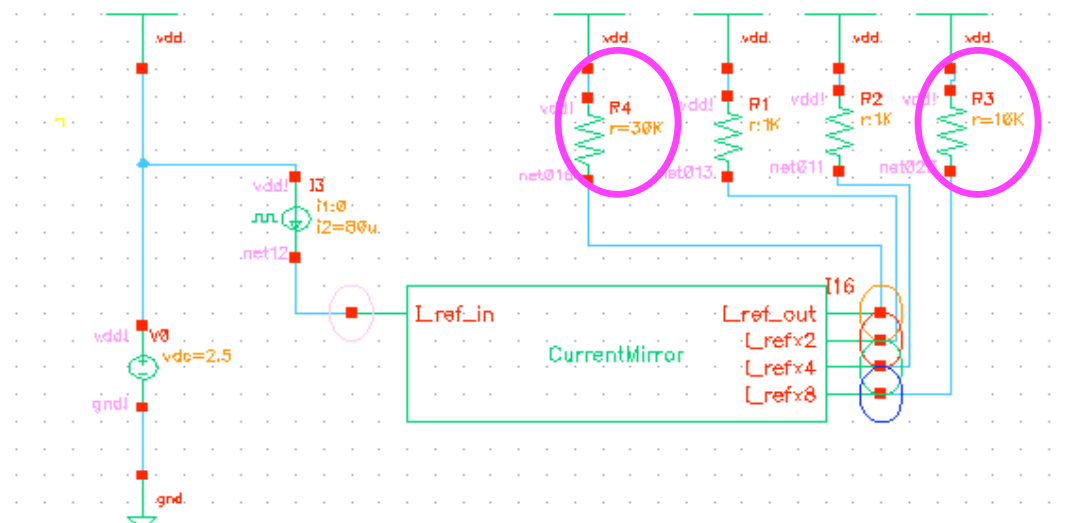 vdd.
vdd.
vdd.
vdd.
vdd.
vdd!
R4
r=30K
vdd!
R1
r:1K
vdd!
R2
r:1K
vdd!
R3
r=10K
net013.
net011
vdd!
I3
i1:0
i2=80u.
.net12
I_ref_in
I16
I_ref_out
I_refx2
I_refx4
I_refx8
CurrentMirror
vdd!
V0
vdc=2.5
gnd!
gnd.